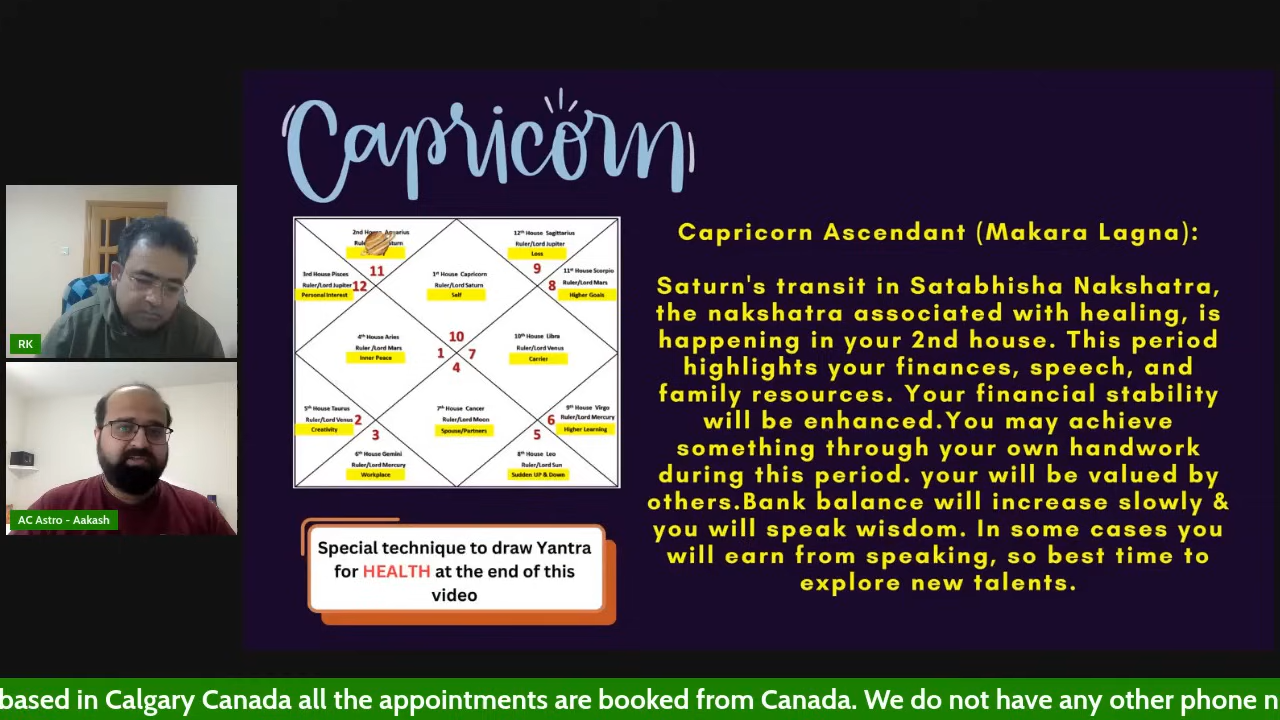 Capricorn
2nd House Aquarius
12th House Sagittarius
Ruler/Lord Jupiter
Loss
11
9
3rd House Pisces
Ruler/Lord Jupiter
12
Personal Interest
1st House Capricorn
Ruler/Lord Saturn
Self
8
11th House Scorpio
Ruler/Lord Mars
Higher Goals
4th House Aries
Ruler /Lord Mars
Inner Peace
10
1
7
4
10th House Libra
Ruler/Lord Venus
Carrier
5th House Taurus
Ruler/Lord Venus
2
Creativity
3
7th House Cancer
Ruler/Lord Moon
Spouse/Partners
6
5
9th House Virgo
Ruler/Lord Mercury
Higher Learning
6th House Gemini
Ruler/Lord Mercury
Workplace
8th House Leo
Ruler/Lord Sun
Sudden UP & Down
Special technique to draw Yantra
for HEALTH at the end of this
video
Capricorn Ascendant (Makara Lagna):
Saturn's transit in Satabhisha Nakshatra,
the nakshatra associated with healing, is
happening in your 2nd house. This period
highlights your finances, speech, and
family resources. Your financial stability
will be enhanced.You may achieve
something through your own handwork
during this period. your will be valued by
others.Bank balance will increase slowly &
you will speak wisdom. In some cases you
will earn from speaking, so best time to
explore new talents.
RK
AC Astro - Aakash
based in Calgary Canada all the appointments are booked from Canada. We do not have any other phone n